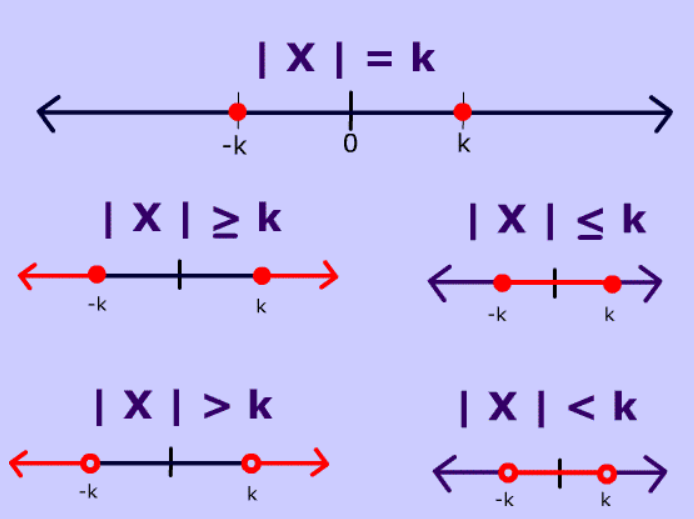 | X | = k
-k 0 k
| X | ≥ k
-k k
| X | ≤ k
-k k
| X | > k
-k k
| X | < k
-k k